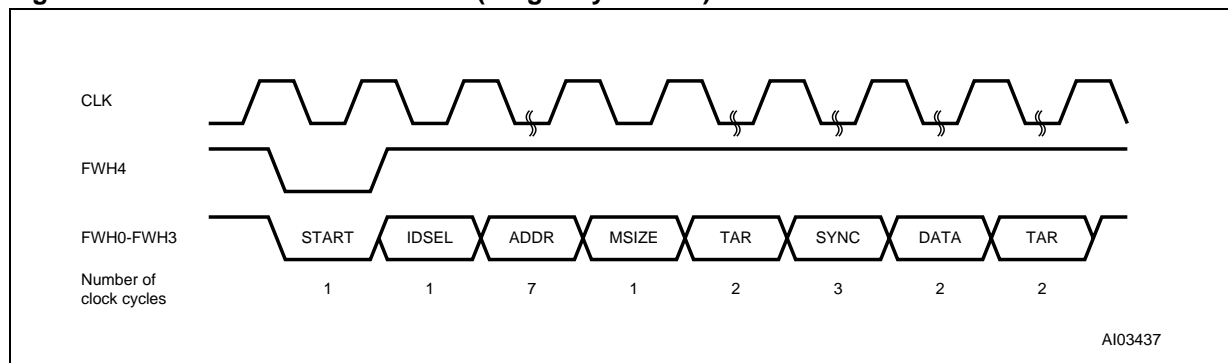 CLK
FWH4
FWH0-FWH3 START IDSEL ADDR MSIZE TAR SYNC DATA TAR
Number of
clock cycles 1 1 7 1 2 3 2 2
AI03437